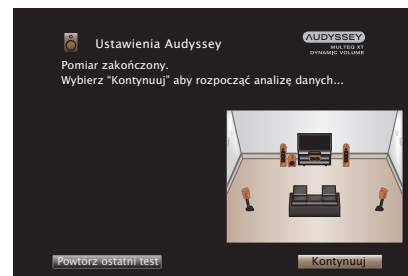 Ustawienia Audyssey
AUDYSSEY
MULTEQ XT
DYNAMIC VOLUME
Pomiar zakończony.
Wybierz “Kontynuuj” aby rozpocząć analizę danych...
Powtórz ostatni test
Kontynuuj